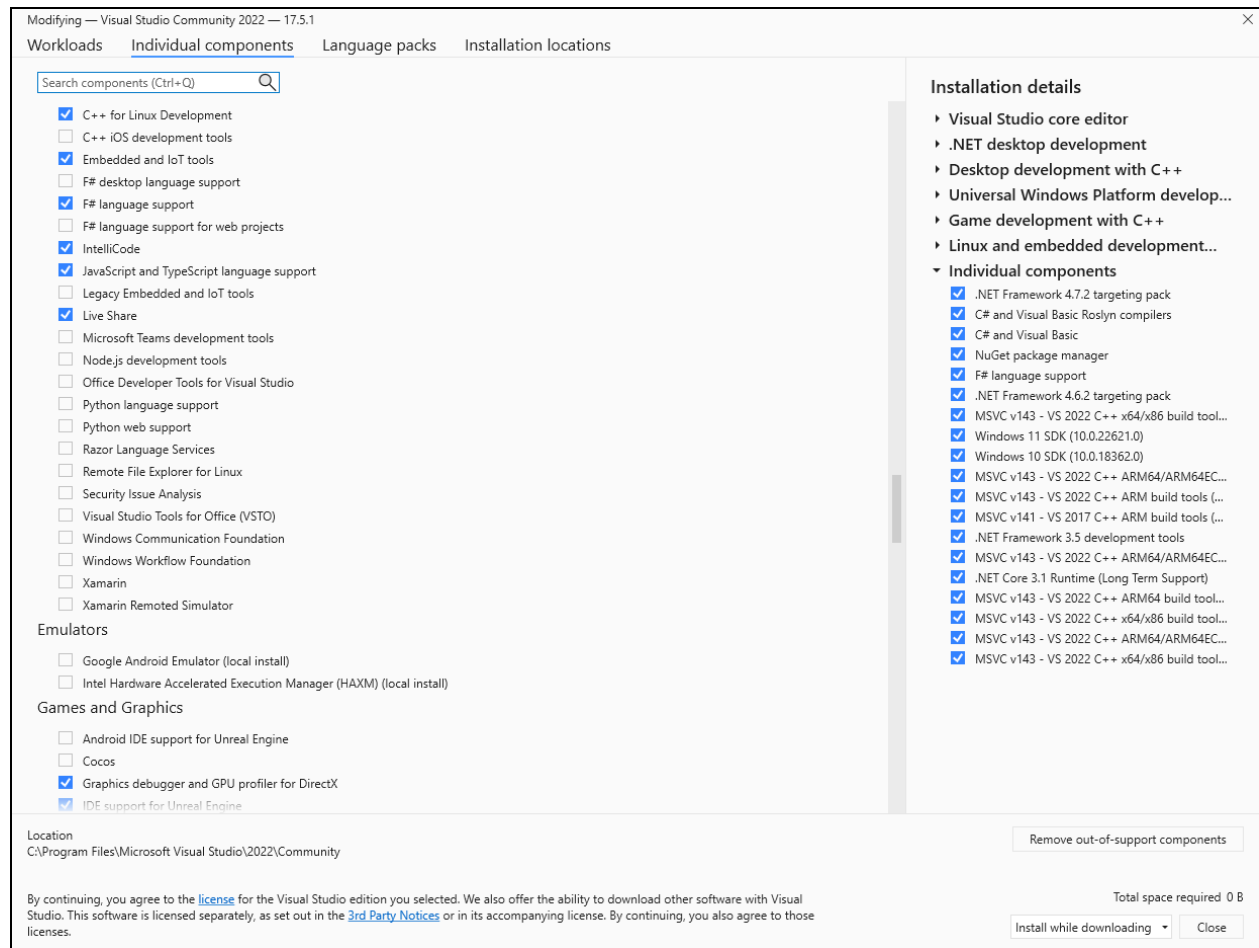 Modifying — Visual Studio Community 2022 — 17.5.1
Workloads Individual components Language packs Installation locations
Search components (Ctrl+Q)
C++ for Linux Development
C++ iOS development tools
Embedded and IoT tools
F# desktop language support
F# language support
F# language support for web projects
IntelliCode
JavaScript and TypeScript language support
Legacy Embedded and IoT tools
Live Share
Microsoft Teams development tools
Node.js development tools
Office Developer Tools for Visual Studio
Python language support
Python web support
Razor Language Services
Remote File Explorer for Linux
Security Issue Analysis
Visual Studio Tools for Office (VSTO)
Windows Communication Foundation
Windows Workflow Foundation
Xamarin
Xamarin Remoted Simulator
Emulators
Google Android Emulator (local install)
Intel Hardware Accelerated Execution Manager (HAXM) (local install)
Games and Graphics
Android IDE support for Unreal Engine
Cocos
Graphics debugger and GPU profiler for DirectX
IDE support for Unreal Engine
Installation details
Visual Studio core editor
.NET desktop development
Desktop development with C++
Universal Windows Platform develop...
Game development with C++
Linux and embedded development...
Individual components
.NET Framework 4.7.2 targeting pack
C# and Visual Basic Roslyn compilers
C# and Visual Basic
NuGet package manager
F# language support
.NET Framework 4.6.2 targeting pack
MSVC v143 - VS 2022 C++ x64/x86 build tool...
Windows 11 SDK (10.0.22621.0)
Windows 10 SDK (10.0.18362.0)
MSVC v143 - VS 2022 C++ ARM64/ARM64EC...
MSVC v143 - VS 2022 C++ ARM build tools (...
MSVC v141 - VS 2017 C++ ARM build tools (...
.NET Framework 3.5 development tools
MSVC v143 - VS 2022 C++ ARM64/ARM64EC...
.NET Core 3.1 Runtime (Long Term Support)
MSVC v143 - VS 2022 C++ ARM64 build tool...
MSVC v143 - VS 2022 C++ x64/x86 build tool...
MSVC v143 - VS 2022 C++ ARM64/ARM64EC...
MSVC v143 - VS 2022 C++ x64/x86 build tool...
Location
C:\Program Files\Microsoft Visual Studio\2022\Community
Remove out-of-support components
By continuing, you agree to the license for the Visual Studio edition you selected. We also offer the ability to download other software with Visual
Studio. This software is licensed separately, as set out in the 3rd Party Notices or in its accompanying license. By continuing, you also agree to those
licenses.
Total space required 0 B
Install while downloading Close